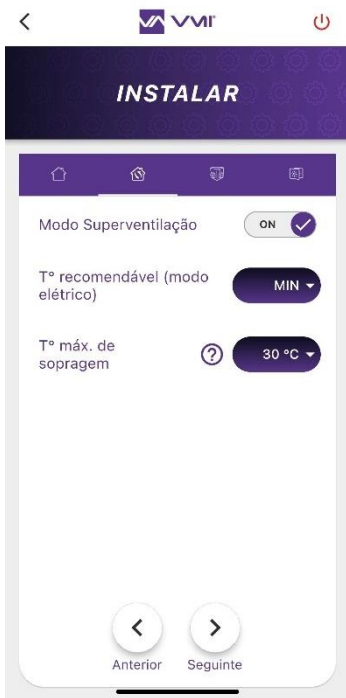 VMI
INSTALAR
Modo Superventilação
ON
T° recomendável (modo
elétrico)
MIN
T° máx. de
sopragem
?
30 °C
Anterior
Seguinte